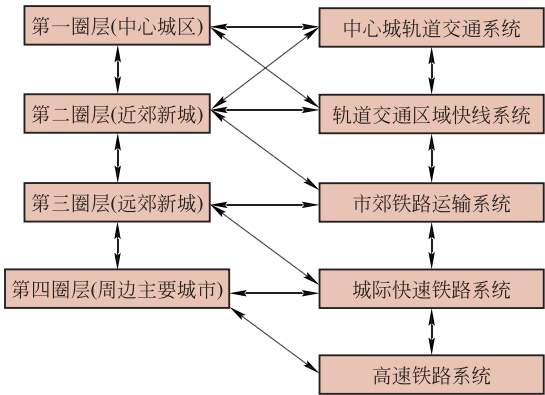 第一圈层(中心城区)
中心城轨道交通系统
第二圈层(近郊新城)
轨道交通区域快线系统
第三圈层(远郊新城)
市郊铁路运输系统
第四圈层(周边主要城市)
城际快速铁路系统
高速铁路系统